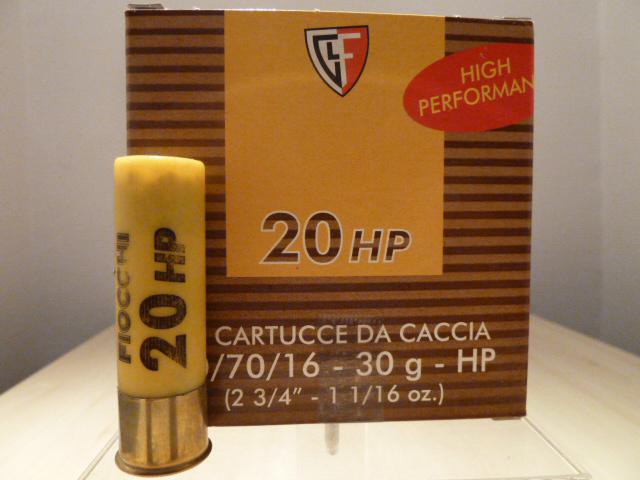 HIGH
PERFORMAN
20 HP
CARTUCCE DA CACCIA
0/70/16 - 30 g - HP
(2 3/4" - 1 1/16 oz.)
FIOCCHI
20 HP